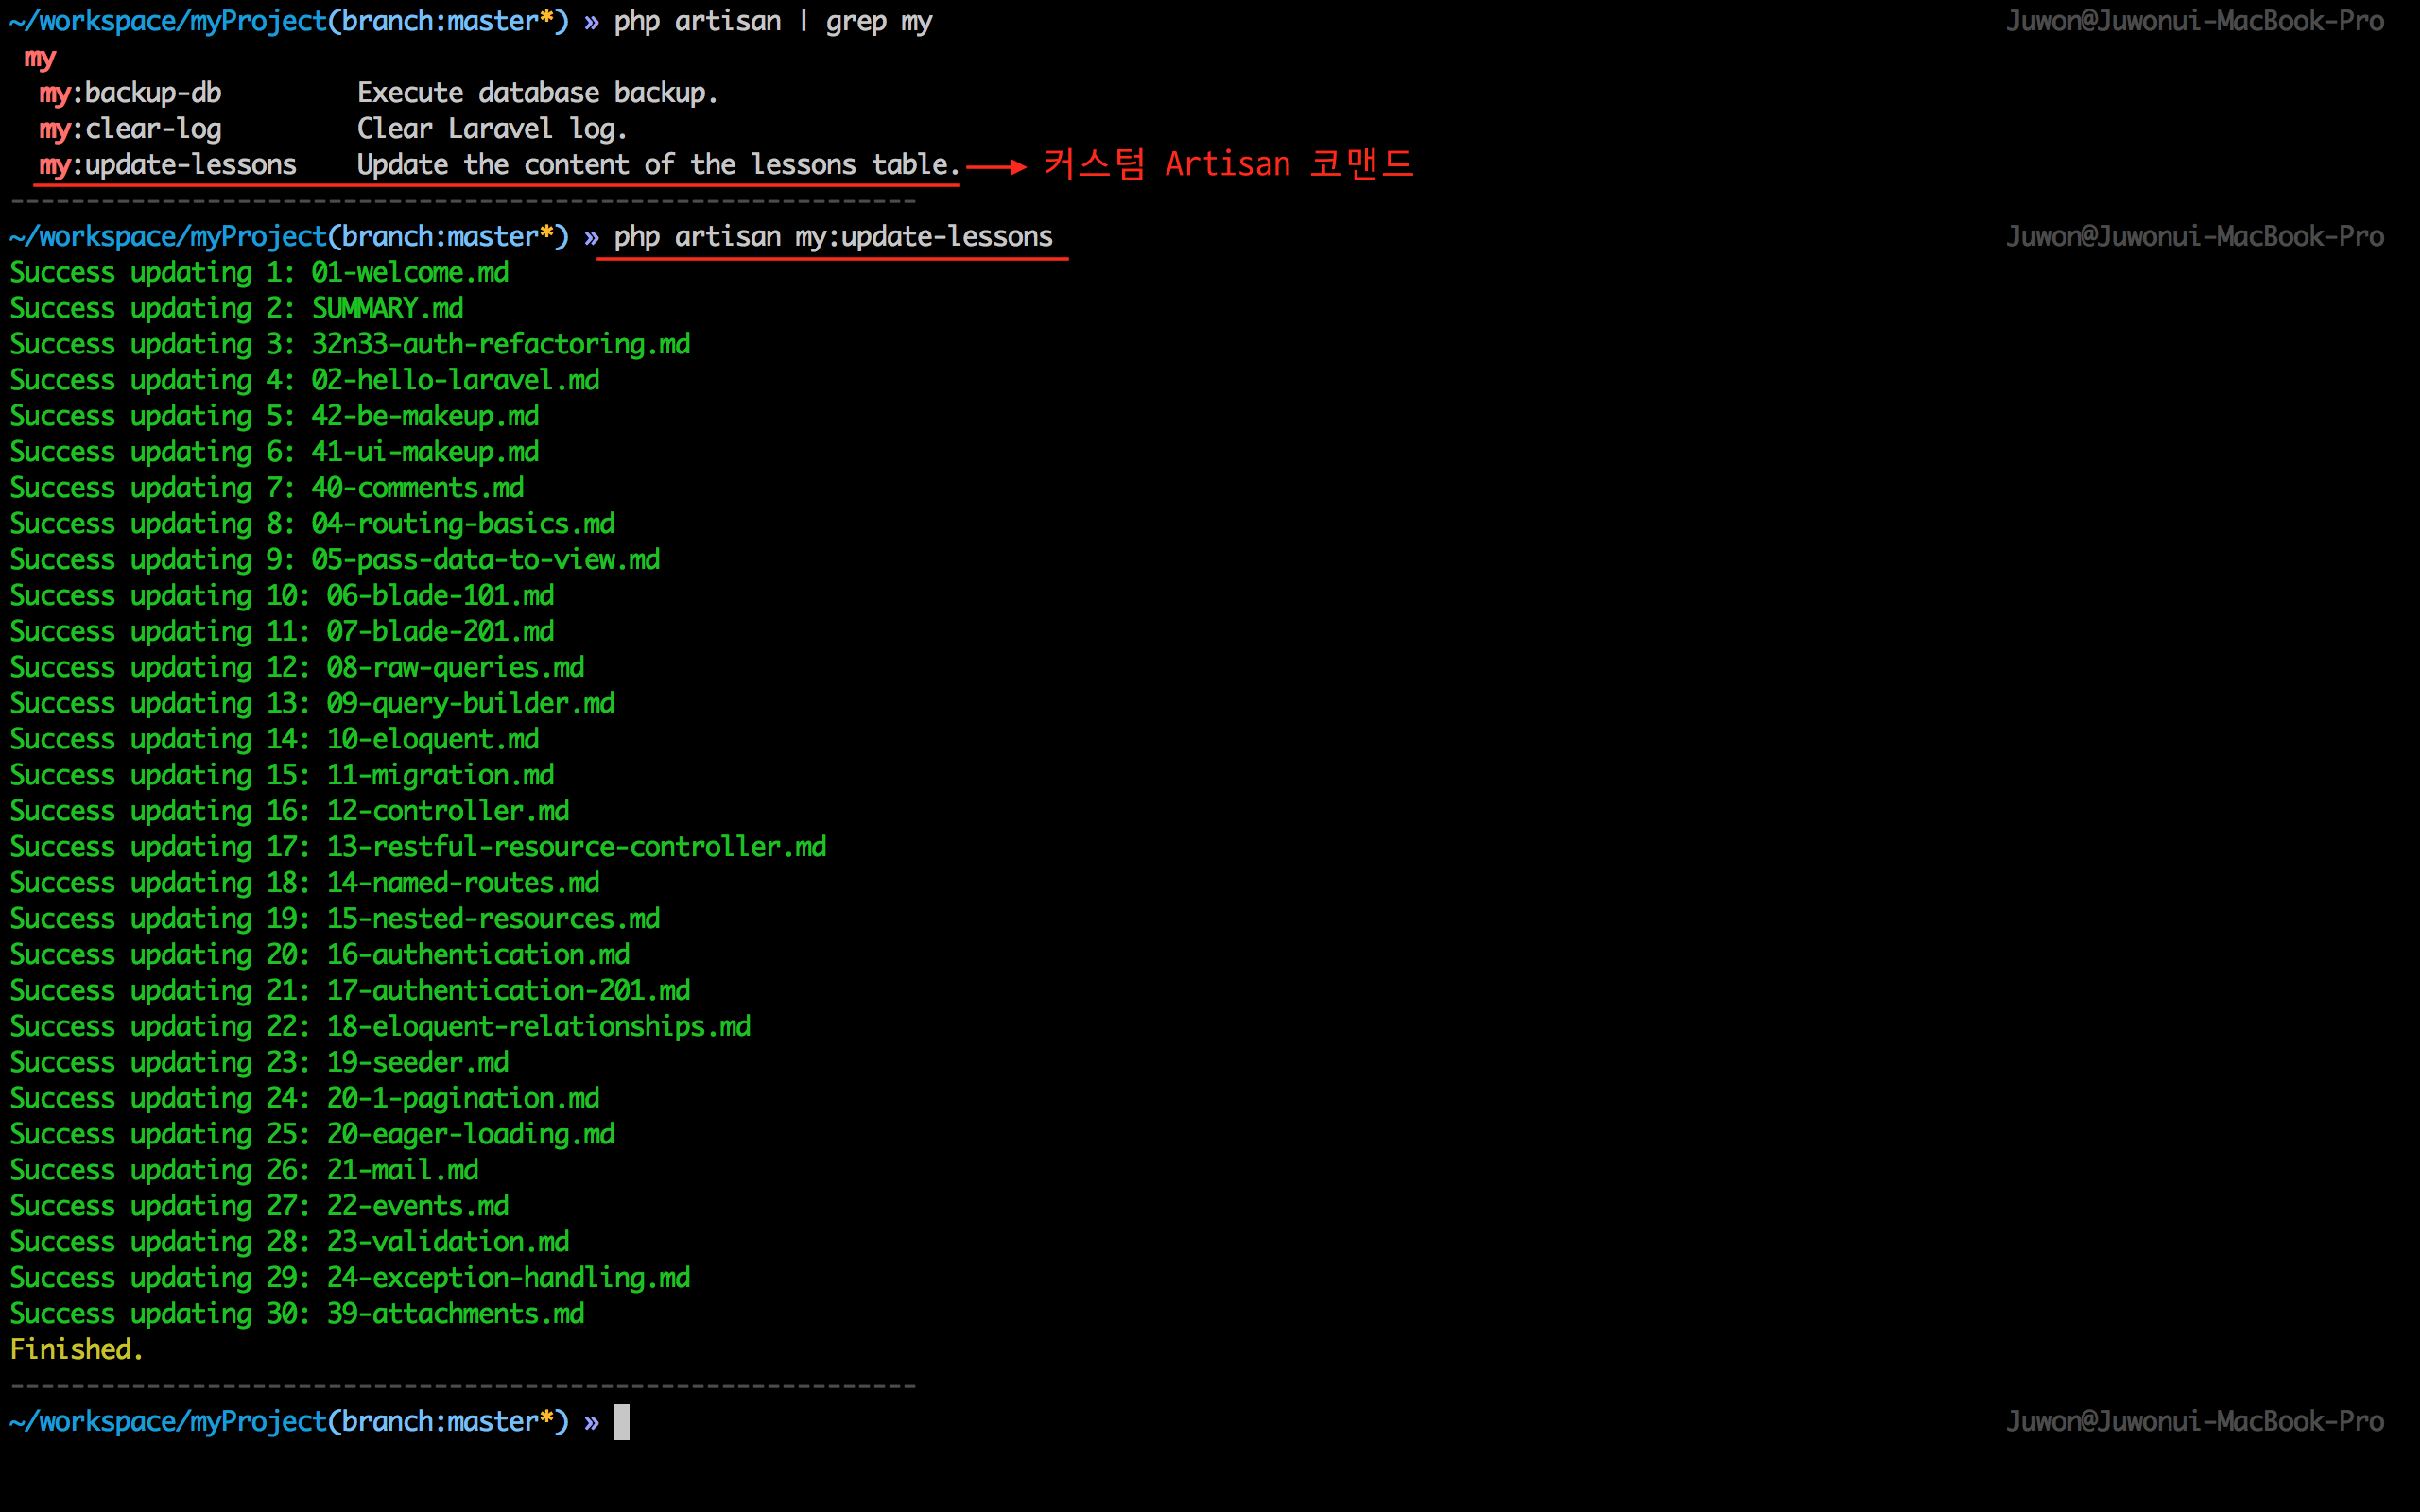 ~/workspace/myProject(branch:master*) » php artisan | grep my Juwon@Juwonui-MacBook-Pro
my
my:backup-db Execute database backup.
my:clear-log Clear Laravel log.
my:update-lessons Update the content of the lessons table. 커스텀 Artisan 코맨드
------------------------------------------------------------
~/workspace/myProject(branch:master*) » php artisan my:update-lessons Juwon@Juwonui-MacBook-Pro
Success updating 1: 01-welcome.md
Success updating 2: SUMMARY.md
Success updating 3: 32n33-auth-refactoring.md
Success updating 4: 02-hello-laravel.md
Success updating 5: 42-be-makeup.md
Success updating 6: 41-ui-makeup.md
Success updating 7: 40-comments.md
Success updating 8: 04-routing-basics.md
Success updating 9: 05-pass-data-to-view.md
Success updating 10: 06-blade-101.md
Success updating 11: 07-blade-201.md
Success updating 12: 08-raw-queries.md
Success updating 13: 09-query-builder.md
Success updating 14: 10-eloquent.md
Success updating 15: 11-migration.md
Success updating 16: 12-controller.md
Success updating 17: 13-restful-resource-controller.md
Success updating 18: 14-named-routes.md
Success updating 19: 15-nested-resources.md
Success updating 20: 16-authentication.md
Success updating 21: 17-authentication-201.md
Success updating 22: 18-eloquent-relationships.md
Success updating 23: 19-seeder.md
Success updating 24: 20-1-pagination.md
Success updating 25: 20-eager-loading.md
Success updating 26: 21-mail.md
Success updating 27: 22-events.md
Success updating 28: 23-validation.md
Success updating 29: 24-exception-handling.md
Success updating 30: 39-attachments.md
Finished.
------------------------------------------------------------
~/workspace/myProject(branch:master*) » Juwon@Juwonui-MacBook-Pro